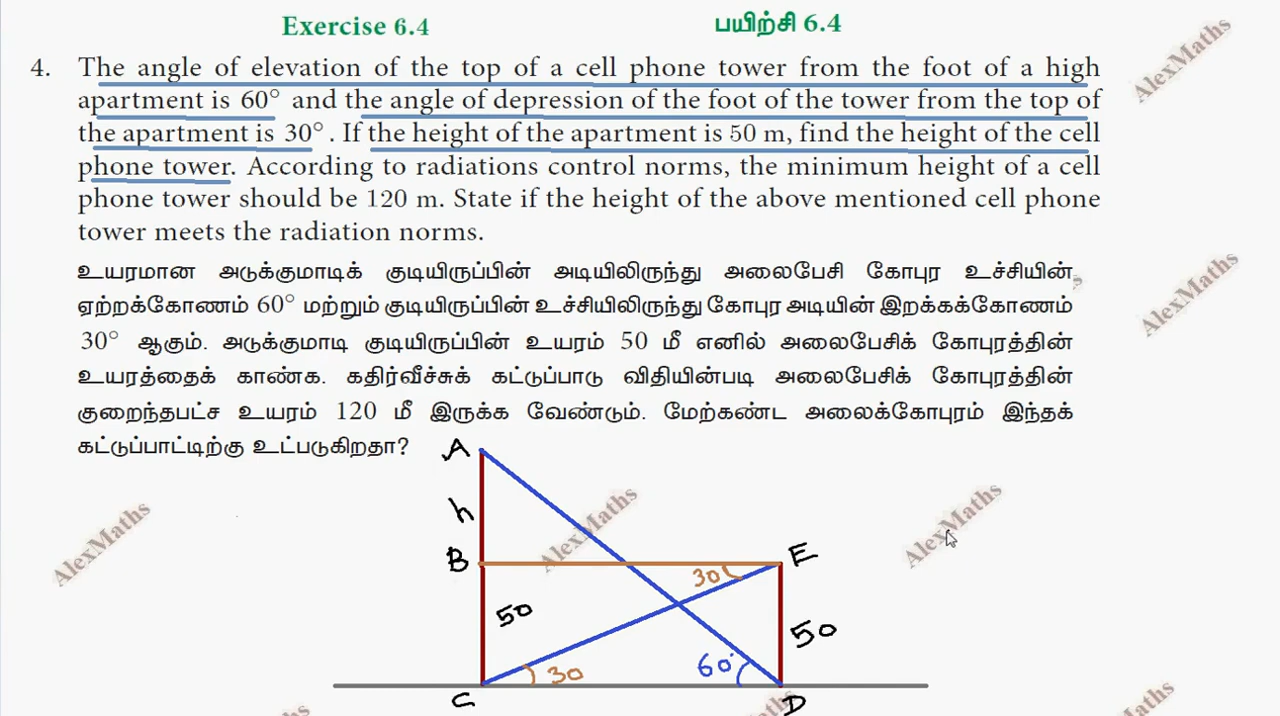 Exercise 6.4 பயிற்சி 6.4
4. The angle of elevation of the top of a cell phone tower from the foot of a high
apartment is 60° and the angle of depression of the foot of the tower from the top of
the apartment is 30°. If the height of the apartment is 50 m, find the height of the cell
phone tower. According to radiations control norms, the minimum height of a cell
phone tower should be 120 m. State if the height of the above mentioned cell phone
tower meets the radiation norms.
உயரமான அடுக்குமாடிக் குடியிருப்பின் அடியிலிருந்து அலைபேசி கோபுர உச்சியின்
ஏற்றக்கோணம் 60° மற்றும் குடியிருப்பின் உச்சியிலிருந்து கோபுர அடியின் இறக்கக்கோணம்
30° ஆகும். அடுக்குமாடி குடியிருப்பின் உயரம் 50 மீ எனில் அலைபேசிக் கோபுரத்தின்
உயரத்தைக் காண்க. கதிர்வீச்சுக் கட்டுப்பாடு விதியின்படி அலைபேசிக் கோபுரத்தின்
குறைந்தபட்ச உயரம் 120 மீ இருக்க வேண்டும். மேற்கண்ட அலைக்கோபுரம் இந்தக்
கட்டுப்பாட்டிற்கு உட்படுகிறதா?
A
h
B E
30
50 50
30 60°
C D
AlexMaths
AlexMaths
AlexMaths
AlexMaths
AlexMaths
AlexMaths